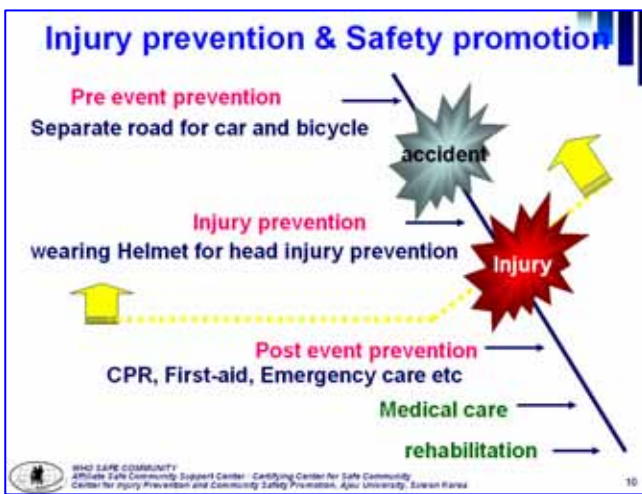 Injury prevention & Safety promotion
Pre event prevention
Separate road for car and bicycle
accident
Injury prevention
wearing Helmet for head injury prevention
Injury
Post event prevention
CPR, First-aid, Emergency care etc
Medical care
rehabilitation
WHO SAFE COMMUNITY
Affiliate Safe Community Support Center / Certifying Center for Safe Community
Center for Injury Prevention and Community Safety Promotion, Ajou University, Suwon Korea
10